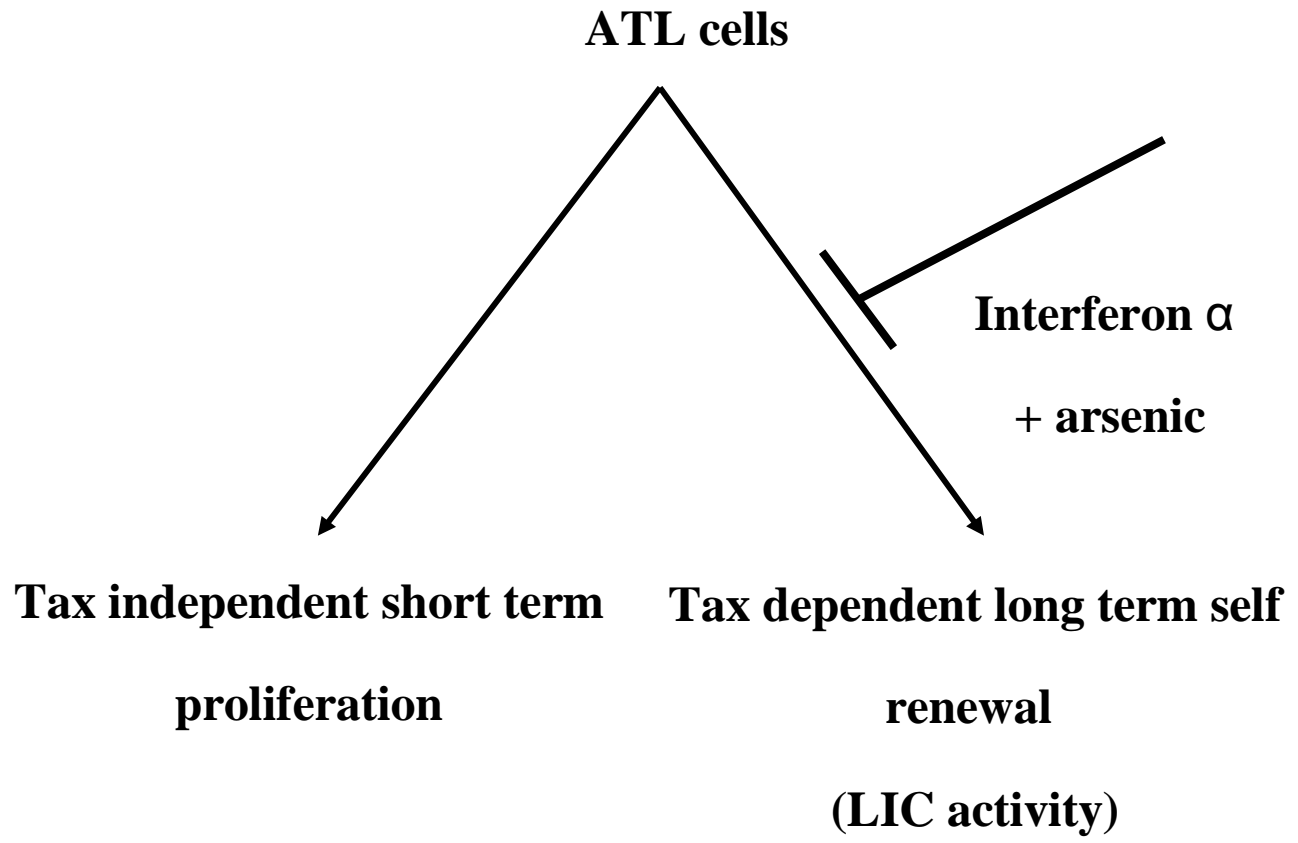 ATL cells
Interferon α
+ arsenic
Tax independent short term
proliferation
Tax dependent long term self
renewal
(LIC activity)